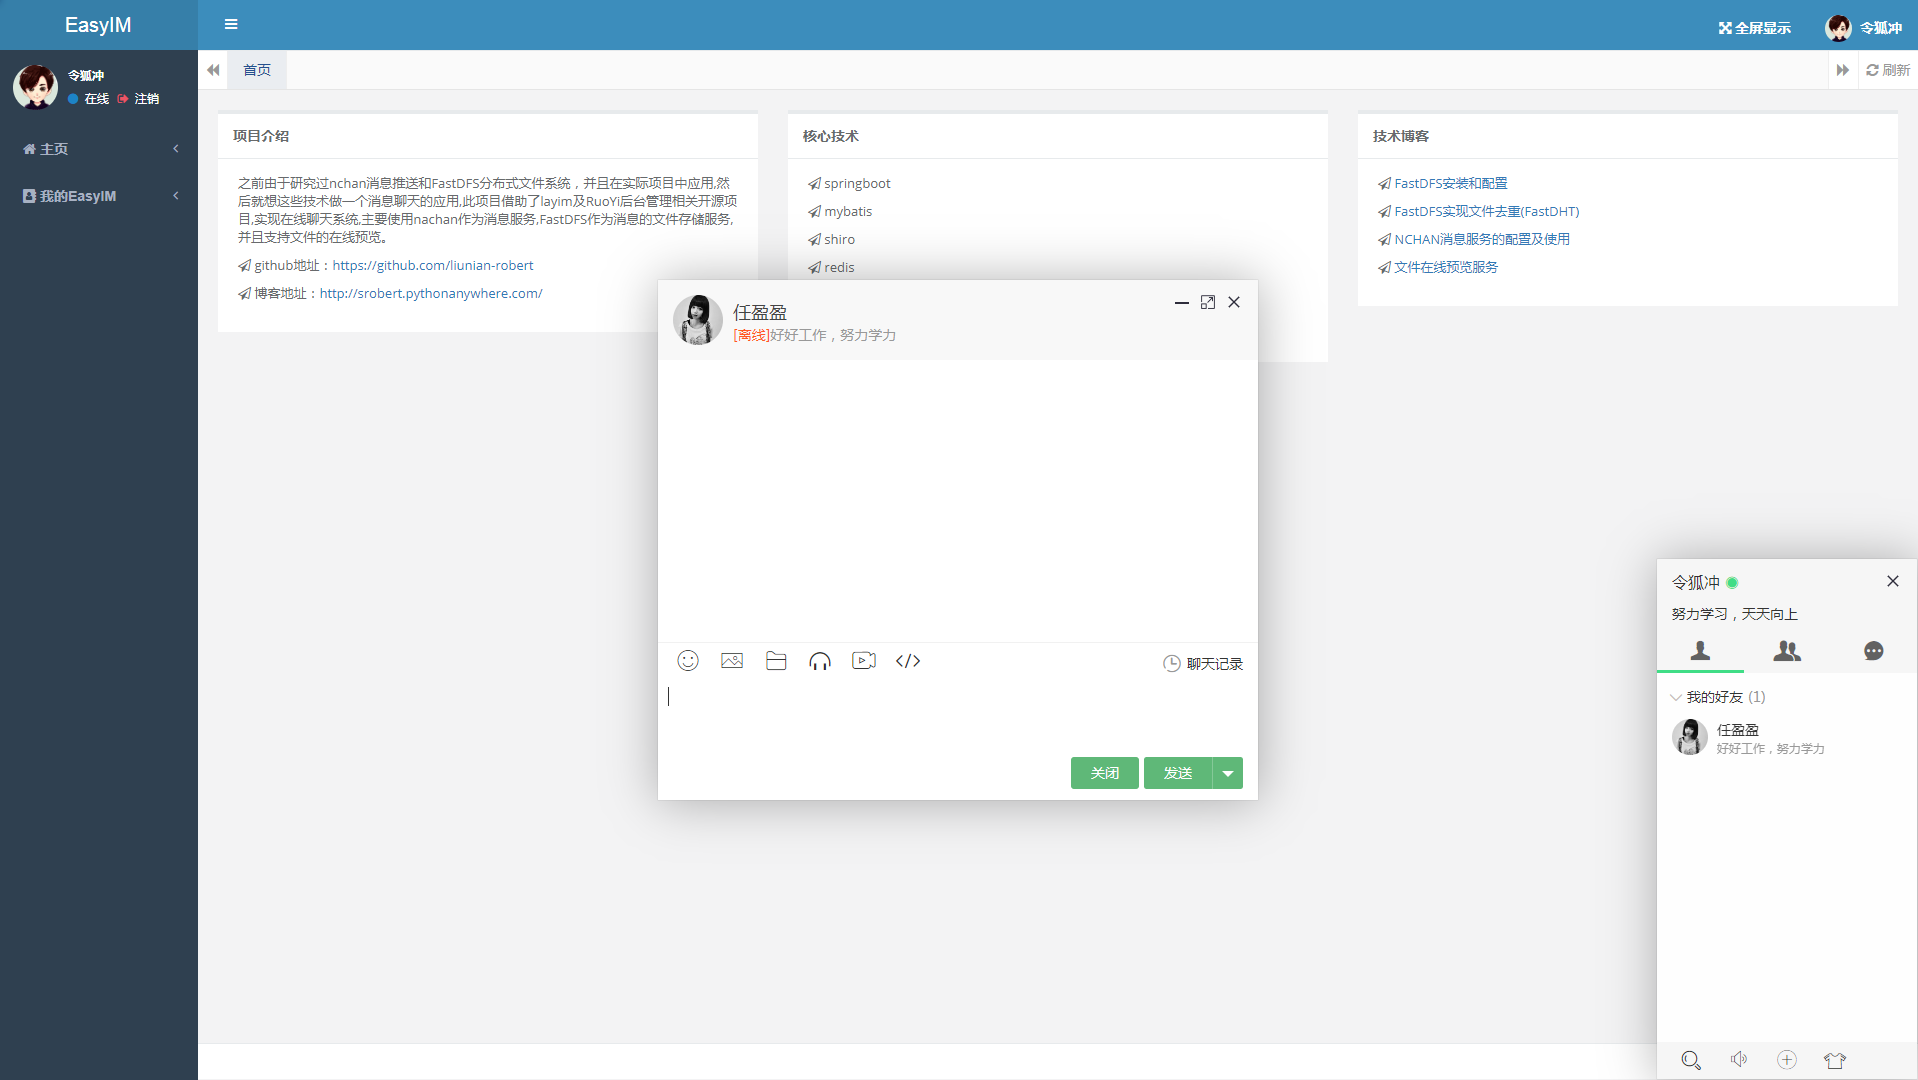 EasyIM
全屏显示
令狐冲
令狐冲
在线 注销
主页
我的EasyIM
首页
刷新
项目介绍
之前由于研究过nchan消息推送和FastDFS分布式文件系统，并且在实际项目中应用,然
后就想这些技术做一个消息聊天的应用,此项目借助了layim及RuoYi后台管理相关开源项
目,实现在线聊天系统,主要使用nachan作为消息服务,FastDFS作为消息的文件存储服务,
并且支持文件的在线预览。
github地址：https://github.com/liunian-robert
博客地址：http://srobert.pythonanywhere.com/
核心技术
springboot
mybatis
shiro
redis
技术博客
FastDFS安装和配置
FastDFS实现文件去重(FastDHT)
NCHAN消息服务的配置及使用
文件在线预览服务
任盈盈
[离线]好好工作，努力学力
聊天记录
关闭
发送
令狐冲
努力学习，天天向上
我的好友 (1)
任盈盈
好好工作，努力学力